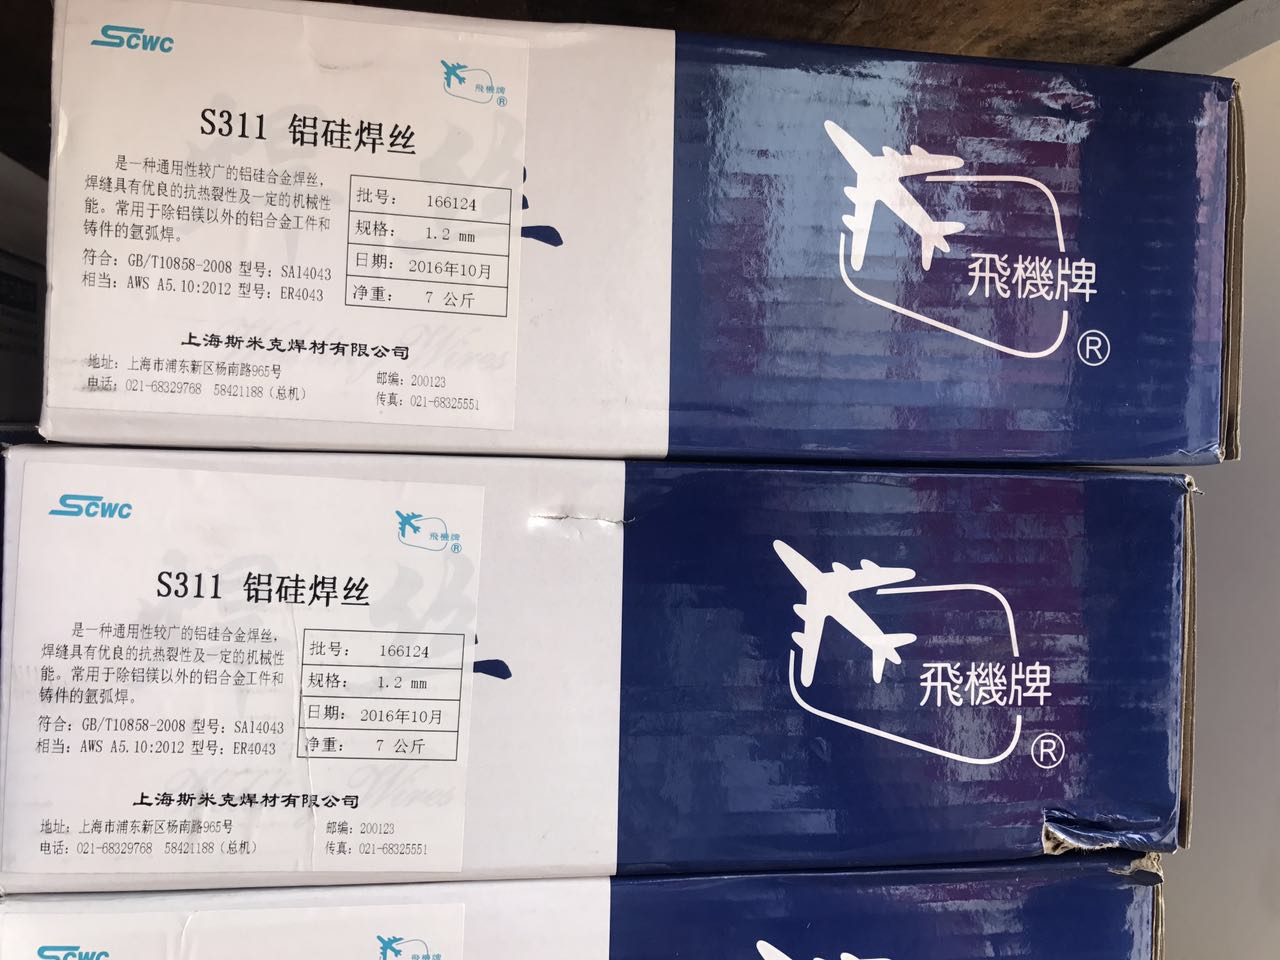 SCWC
飛機牌®
S311 铝硅焊丝
是一种通用性较广的铝硅合金焊丝，
焊缝具有优良的抗热裂性及一定的机械性
能。常用于除铝镁以外的铝合金工件和
铸件的氩弧焊。
符合：GB/T10858-2008 型号：SA14043
相当：AWS A5.10:2012 型号：ER4043
批号： 166124
规格： 1.2 mm
日期： 2016年10月
净重： 7 公斤
上海斯米克焊材有限公司
地址：上海市浦东新区杨南路965号
邮编：200123
电话：021-68329768 58421188（总机）
传真：021-68325551
飛機牌
®
SCWC
飛機牌®
S311 铝硅焊丝
是一种通用性较广的铝硅合金焊丝，
焊缝具有优良的抗热裂性及一定的机械性
能。常用于除铝镁以外的铝合金工件和
铸件的氩弧焊。
符合：GB/T10858-2008 型号：SA14043
相当：AWS A5.10:2012 型号：ER4043
批号： 166124
规格： 1.2 mm
日期： 2016年10月
净重： 7 公斤
上海斯米克焊材有限公司
地址：上海市浦东新区杨南路965号
邮编：200123
电话：021-68329768 58421188（总机）
传真：021-68325551
飛機牌
®
SCWC
飛機牌